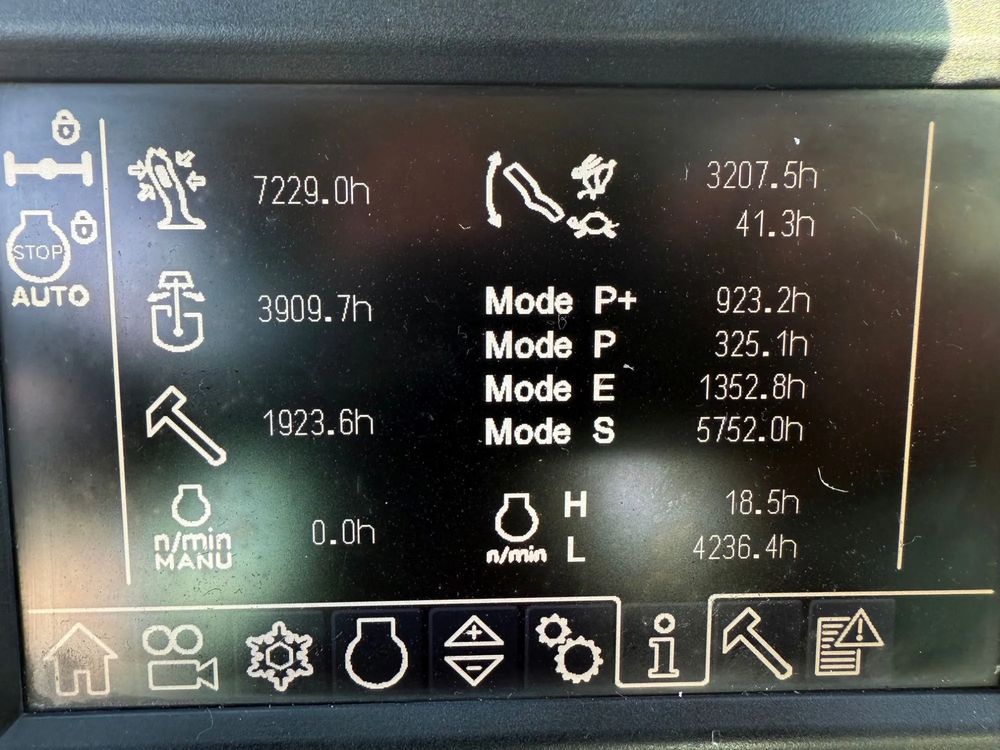 STOP
AUTO
7229.0h
3909.7h
1923.6h
n/min
MANU
0.0h
3207.5h
41.3h
Mode P+ 923.2h
Mode P 325.1h
Mode E 1352.8h
Mode S 5752.0h
H 18.5h
n/min L 4236.4h